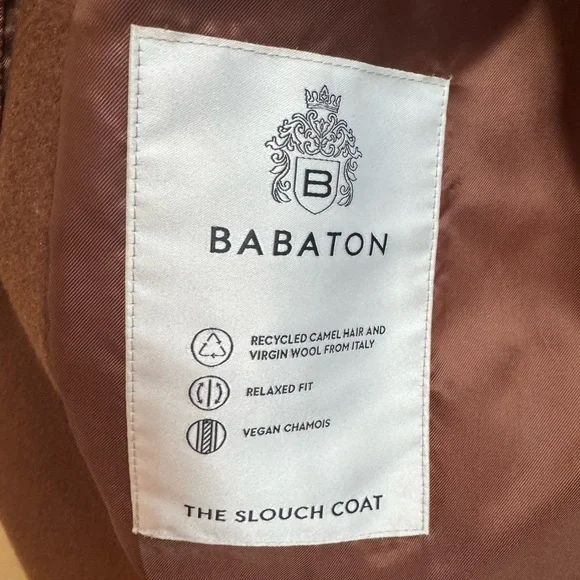 B
BABATON
RECYCLED CAMEL HAIR AND
VIRGIN WOOL FROM ITALY
RELAXED FIT
VEGAN CHAMOIS
THE SLOUCH COAT